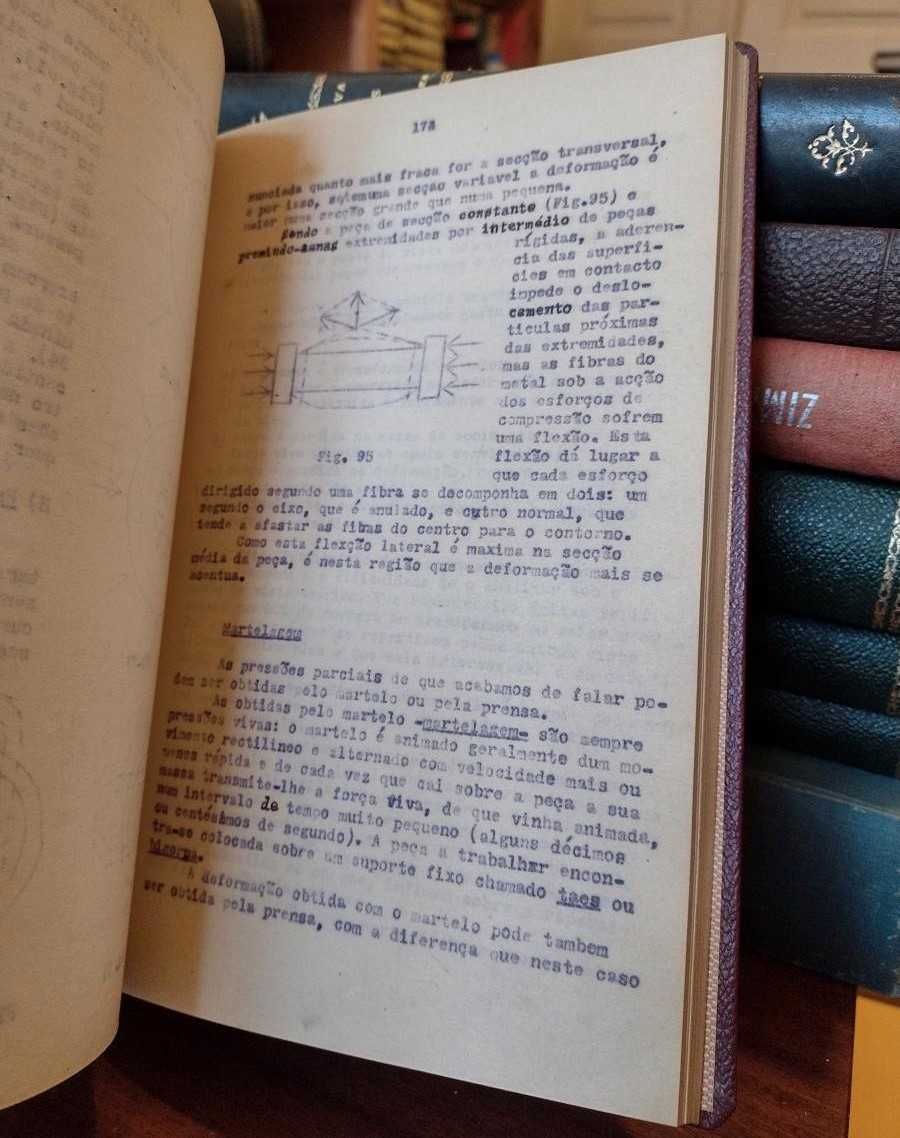 173
nunciada quanto mais fraca for a secção transversal,
e por isso, numa secção variavel a deformação é
maior numa secção grande que numa pequena.
Sendo a peça de secção constante (Fig.95) e
premindo-a nas extremidades por intermédio de peças
rígidas, a aderen-
cia das superfí-
cies em contacto
impede o deslo-
camento das par-
ticulas próximas
das extremidades,
mas as fibras do
metal sob a acção
dos esforços de
compressão sofrem
uma flexão. Esta
flexão dá lugar a
que cada esforço
Fig. 95
dirigido segundo uma fibra se decomponha em dois: um
segundo o eixo, que é anulado, e outro normal, que
tende a afastar as fibas do centro para o contorno.
Como esta flexção lateral é maxima na secção
média da peça, é nesta região que a deformação mais se
acentua.
Martelagem
As pressões parciais de que acabamos de falar po-
dem ser obtidas pelo martelo ou pela prensa.
As obtidas pelo martelo -martelagem- são sempre
pressões vivas: o martelo é animado geralmente dum mo-
vimento rectilineo e alternado com velocidade mais ou
menos rápida e de cada vez que cai sobre a peça a sua
massa transmite-lhe a força viva, de que vinha animada,
num intervalo de tempo muito pequeno (alguns décimos
ou centésimos de segundo). A peça a trabalhar encon-
tra-se colocada sobre um suporte fixo chamado taes ou
bigorna.
A deformação obtida com o martelo pode tambem
ser obtida pela prensa, com a diferença que neste caso